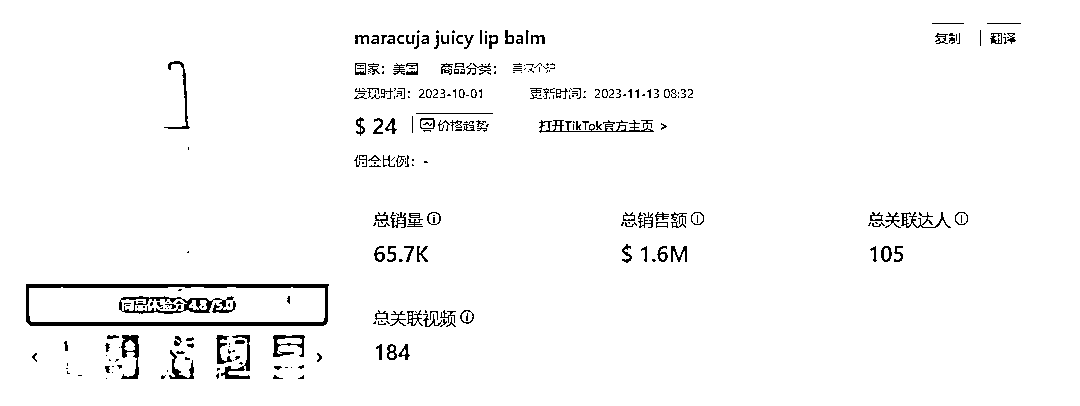 maracuja juicy lip balm
复制 翻译
国家：美国 商品分类：美妆个护
发现时间：2023-10-01 更新时间：2023-11-13 08:32
$ 24 价格趋势 打开TikTok官方主页 >
佣金比例：-
总销量 总销售额 总关联达人
65.7K $ 1.6M 105
商品体验分 4.8 /5.0
总关联视频
184